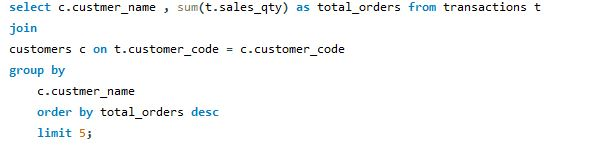 select c.custmer_name , sum(t.sales_qty) as total_orders from transactions t
join
customers c on t.customer_code = c.customer_code
group by
c.custmer_name
order by total_orders desc
limit 5;